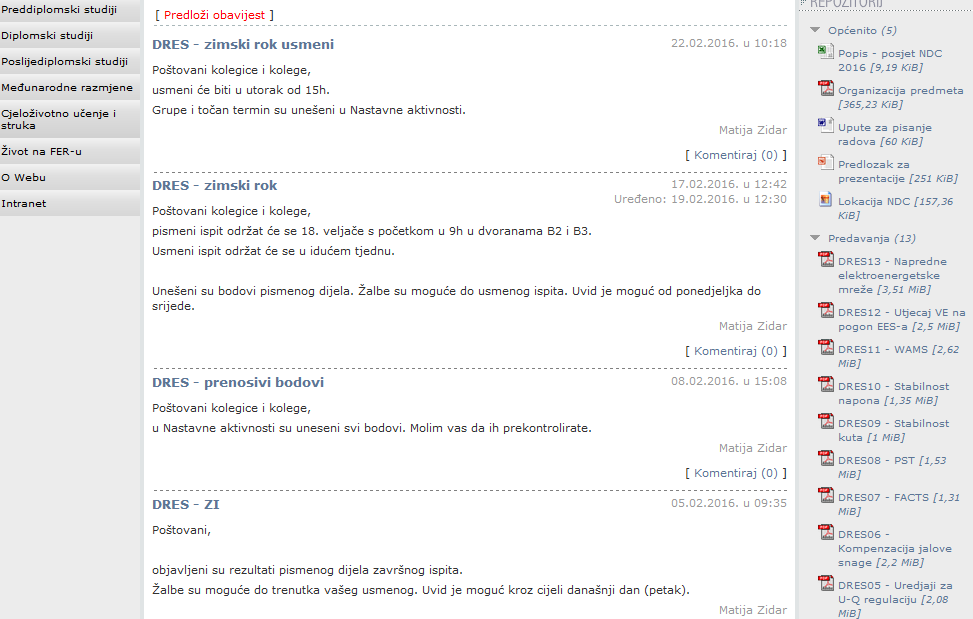 Preddiplomski studiji
Diplomski studiji
Poslijediplomski studiji
Međunarodne razmjene
Cjeloživotno učenje i
struka
Život na FER-u
O Webu
Intranet
[ Predloži obavijest ]
DRES - zimski rok usmeni
22.02.2016. u 10:18
Poštovani kolegice i kolege,
usmeni će biti u utorak od 15h.
Grupe i točan termin su unešeni u Nastavne aktivnosti.
Matija Zidar
[ Komentiraj (0) ]
DRES - zimski rok
17.02.2016. u 12:42
Uređeno: 19.02.2016. u 12:30
Poštovani kolegice i kolege,
pismeni ispit održat će se 18. veljače s početkom u 9h u dvoranama B2 i B3.
Usmeni ispit održat će se u idućem tjednu.
Unešeni su bodovi pismenog dijela. Žalbe su moguće do usmenog ispita. Uvid je moguć od ponedjeljka do
srijede.
Matija Zidar
[ Komentiraj (0) ]
DRES - prenosivi bodovi
08.02.2016. u 15:08
Poštovani kolegice i kolege,
u Nastavne aktivnosti su uneseni svi bodovi. Molim vas da ih prekontrolirate.
Matija Zidar
[ Komentiraj (0) ]
DRES - ZI
05.02.2016. u 09:35
Poštovani,
objavljeni su rezultati pismenog dijela završnog ispita.
Žalbe su moguće do trenutka vašeg usmenog. Uvid je moguć kroz cijeli današnji dan (petak).
Matija Zidar
REPOZITORIJ
Općenito (5)
Popis - posjet NDC
2016 [9,19 KiB]
Organizacija predmeta
[365,23 KiB]
Upute za pisanje
radova [60 KiB]
Predlozak za
prezentacije [251 KiB]
Lokacija NDC [157,36
KiB]
Predavanja (13)
DRES13 - Napredne
elektroenergetske
mreže [3,51 MiB]
DRES12 - Utjecaj VE na
pogon EES-a [2,5 MiB]
DRES11 - WAMS [2,62
MiB]
DRES10 - Stabilnost
napona [1,35 MiB]
DRES09 - Stabilnost
kuta [1 MiB]
DRES08 - PST [1,53
MiB]
DRES07 - FACTS [1,31
MiB]
DRES06 -
Kompenzacija jalove
snage [2,2 MiB]
DRES05 - Uredjaji za
U-Q regulaciju [2,08
MiB]